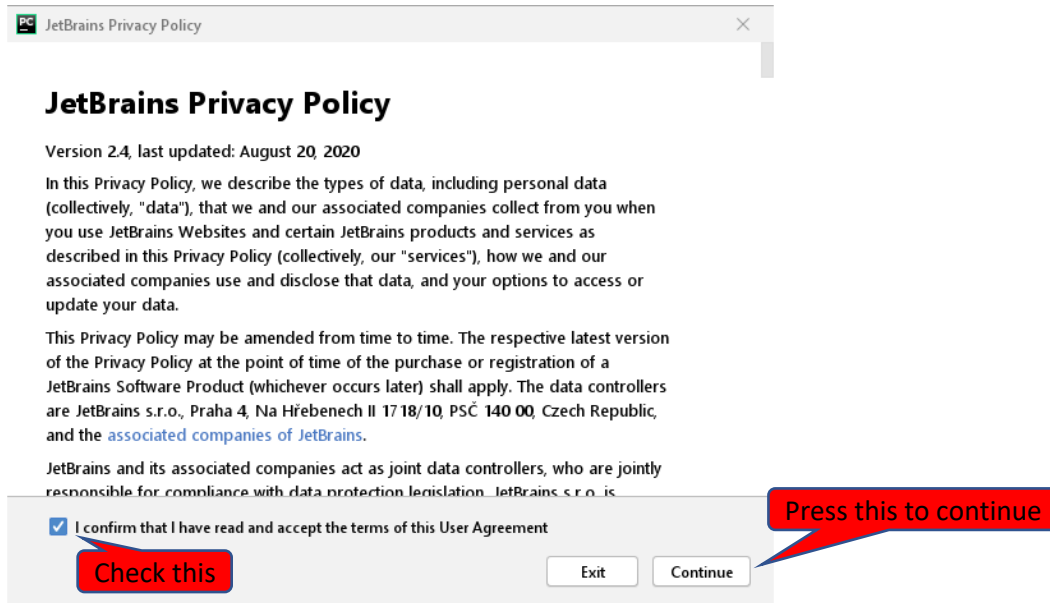 PC JetBrains Privacy Policy
JetBrains Privacy Policy
Version 2.4, last updated: August 20, 2020
In this Privacy Policy, we describe the types of data, including personal data
(collectively, "data"), that we and our associated companies collect from you when
you use JetBrains Websites and certain JetBrains products and services as
described in this Privacy Policy (collectively, our "services"), how we and our
associated companies use and disclose that data, and your options to access or
update your data.
This Privacy Policy may be amended from time to time. The respective latest version
of the Privacy Policy at the point of time of the purchase or registration of a
JetBrains Software Product (whichever occurs later) shall apply. The data controllers
are JetBrains s.r.o., Praha 4, Na Hřebenech II 1718/10, PSČ 140 00, Czech Republic,
and the associated companies of JetBrains.
JetBrains and its associated companies act as joint data controllers, who are jointly
responsible for compliance with data protection legislation. JetBrains s.r.o. is
Press this to continue
I confirm that I have read and accept the terms of this User Agreement
Check this
Exit Continue